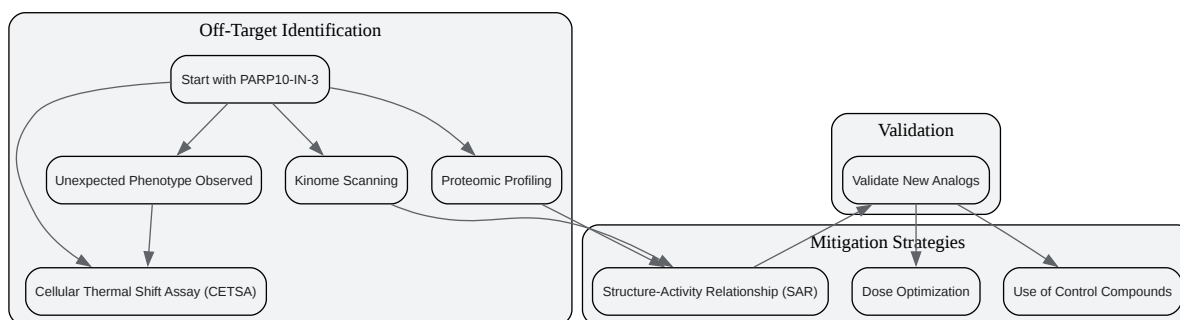 Off-Target Identification
Start with PARP10-IN-3
Unexpected Phenotype Observed
Kinome Scanning
Proteomic Profiling
Cellular Thermal Shift Assay (CETSA)
Validation
Validate New Analogs
Mitigation Strategies
Structure-Activity Relationship (SAR)
Dose Optimization
Use of Control Compounds